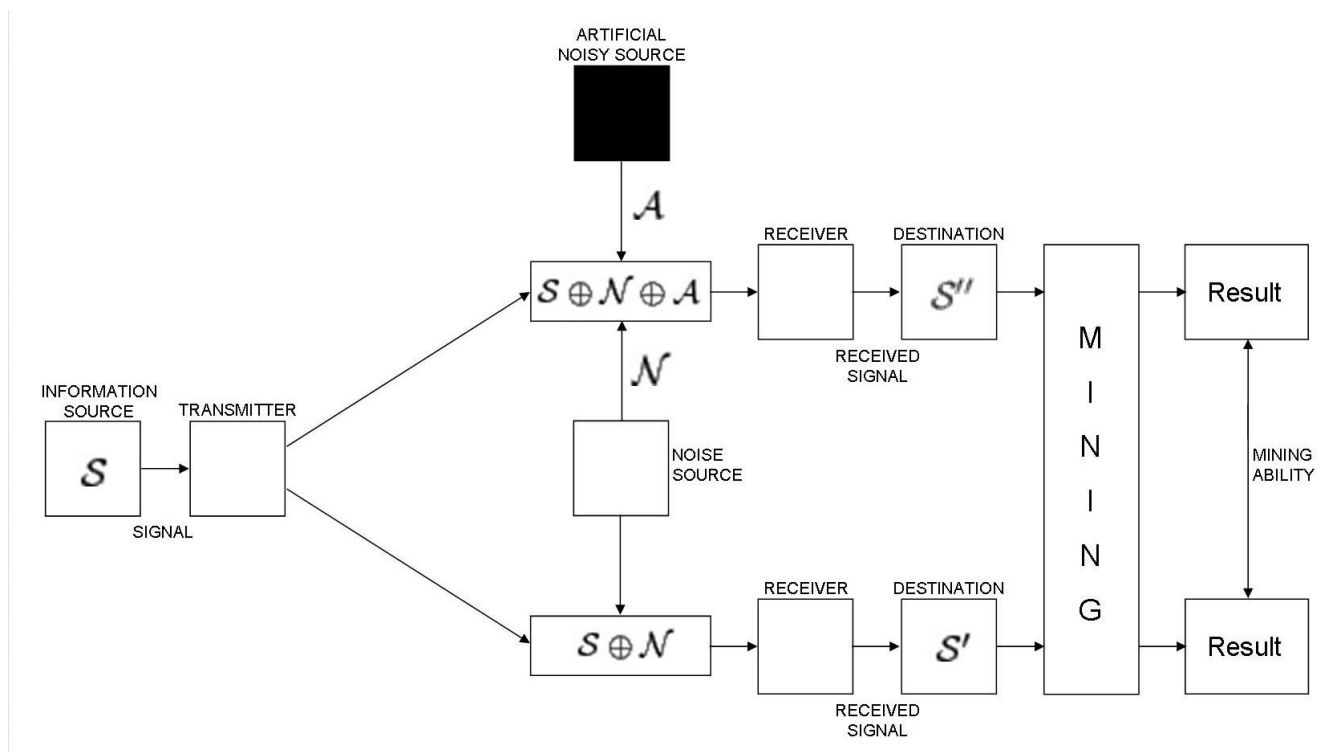 ARTIFICIAL
NOISY SOURCE
𝒜
RECEIVER
DESTINATION
𝒮 ⊕ 𝒩 ⊕ 𝒜
𝒮″
Result
RECEIVED
SIGNAL
𝒩
INFORMATION
SOURCE
TRANSMITTER
𝒮
SIGNAL
NOISE
SOURCE
M
I
N
I
N
G
MINING
ABILITY
RECEIVER
DESTINATION
𝒮 ⊕ 𝒩
𝒮′
Result
RECEIVED
SIGNAL